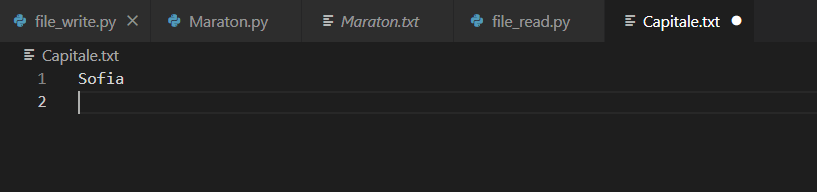 file_write.py Maraton.py Maraton.txt file_read.py Capitale.txt
Capitale.txt
1 Sofia
2